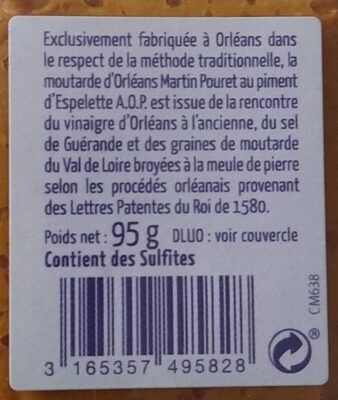 Exclusivement fabriquée à Orléans dans
le respect de la méthode traditionnelle, la
moutarde d'Orléans Martin Pouret au piment
d'Espelette A.O.P. est issue de la rencontre
du vinaigre d'Orléans à l'ancienne, du sel
de Guérande et des graines de moutarde
du Val de Loire broyées à la meule de pierre
selon les procédés orléanais provenant
des Lettres Patentes du Roi de 1580.
Poids net : 95 g DLUO : voir couvercle
Contient des Sulfites
CM638
®
3 165357 495828